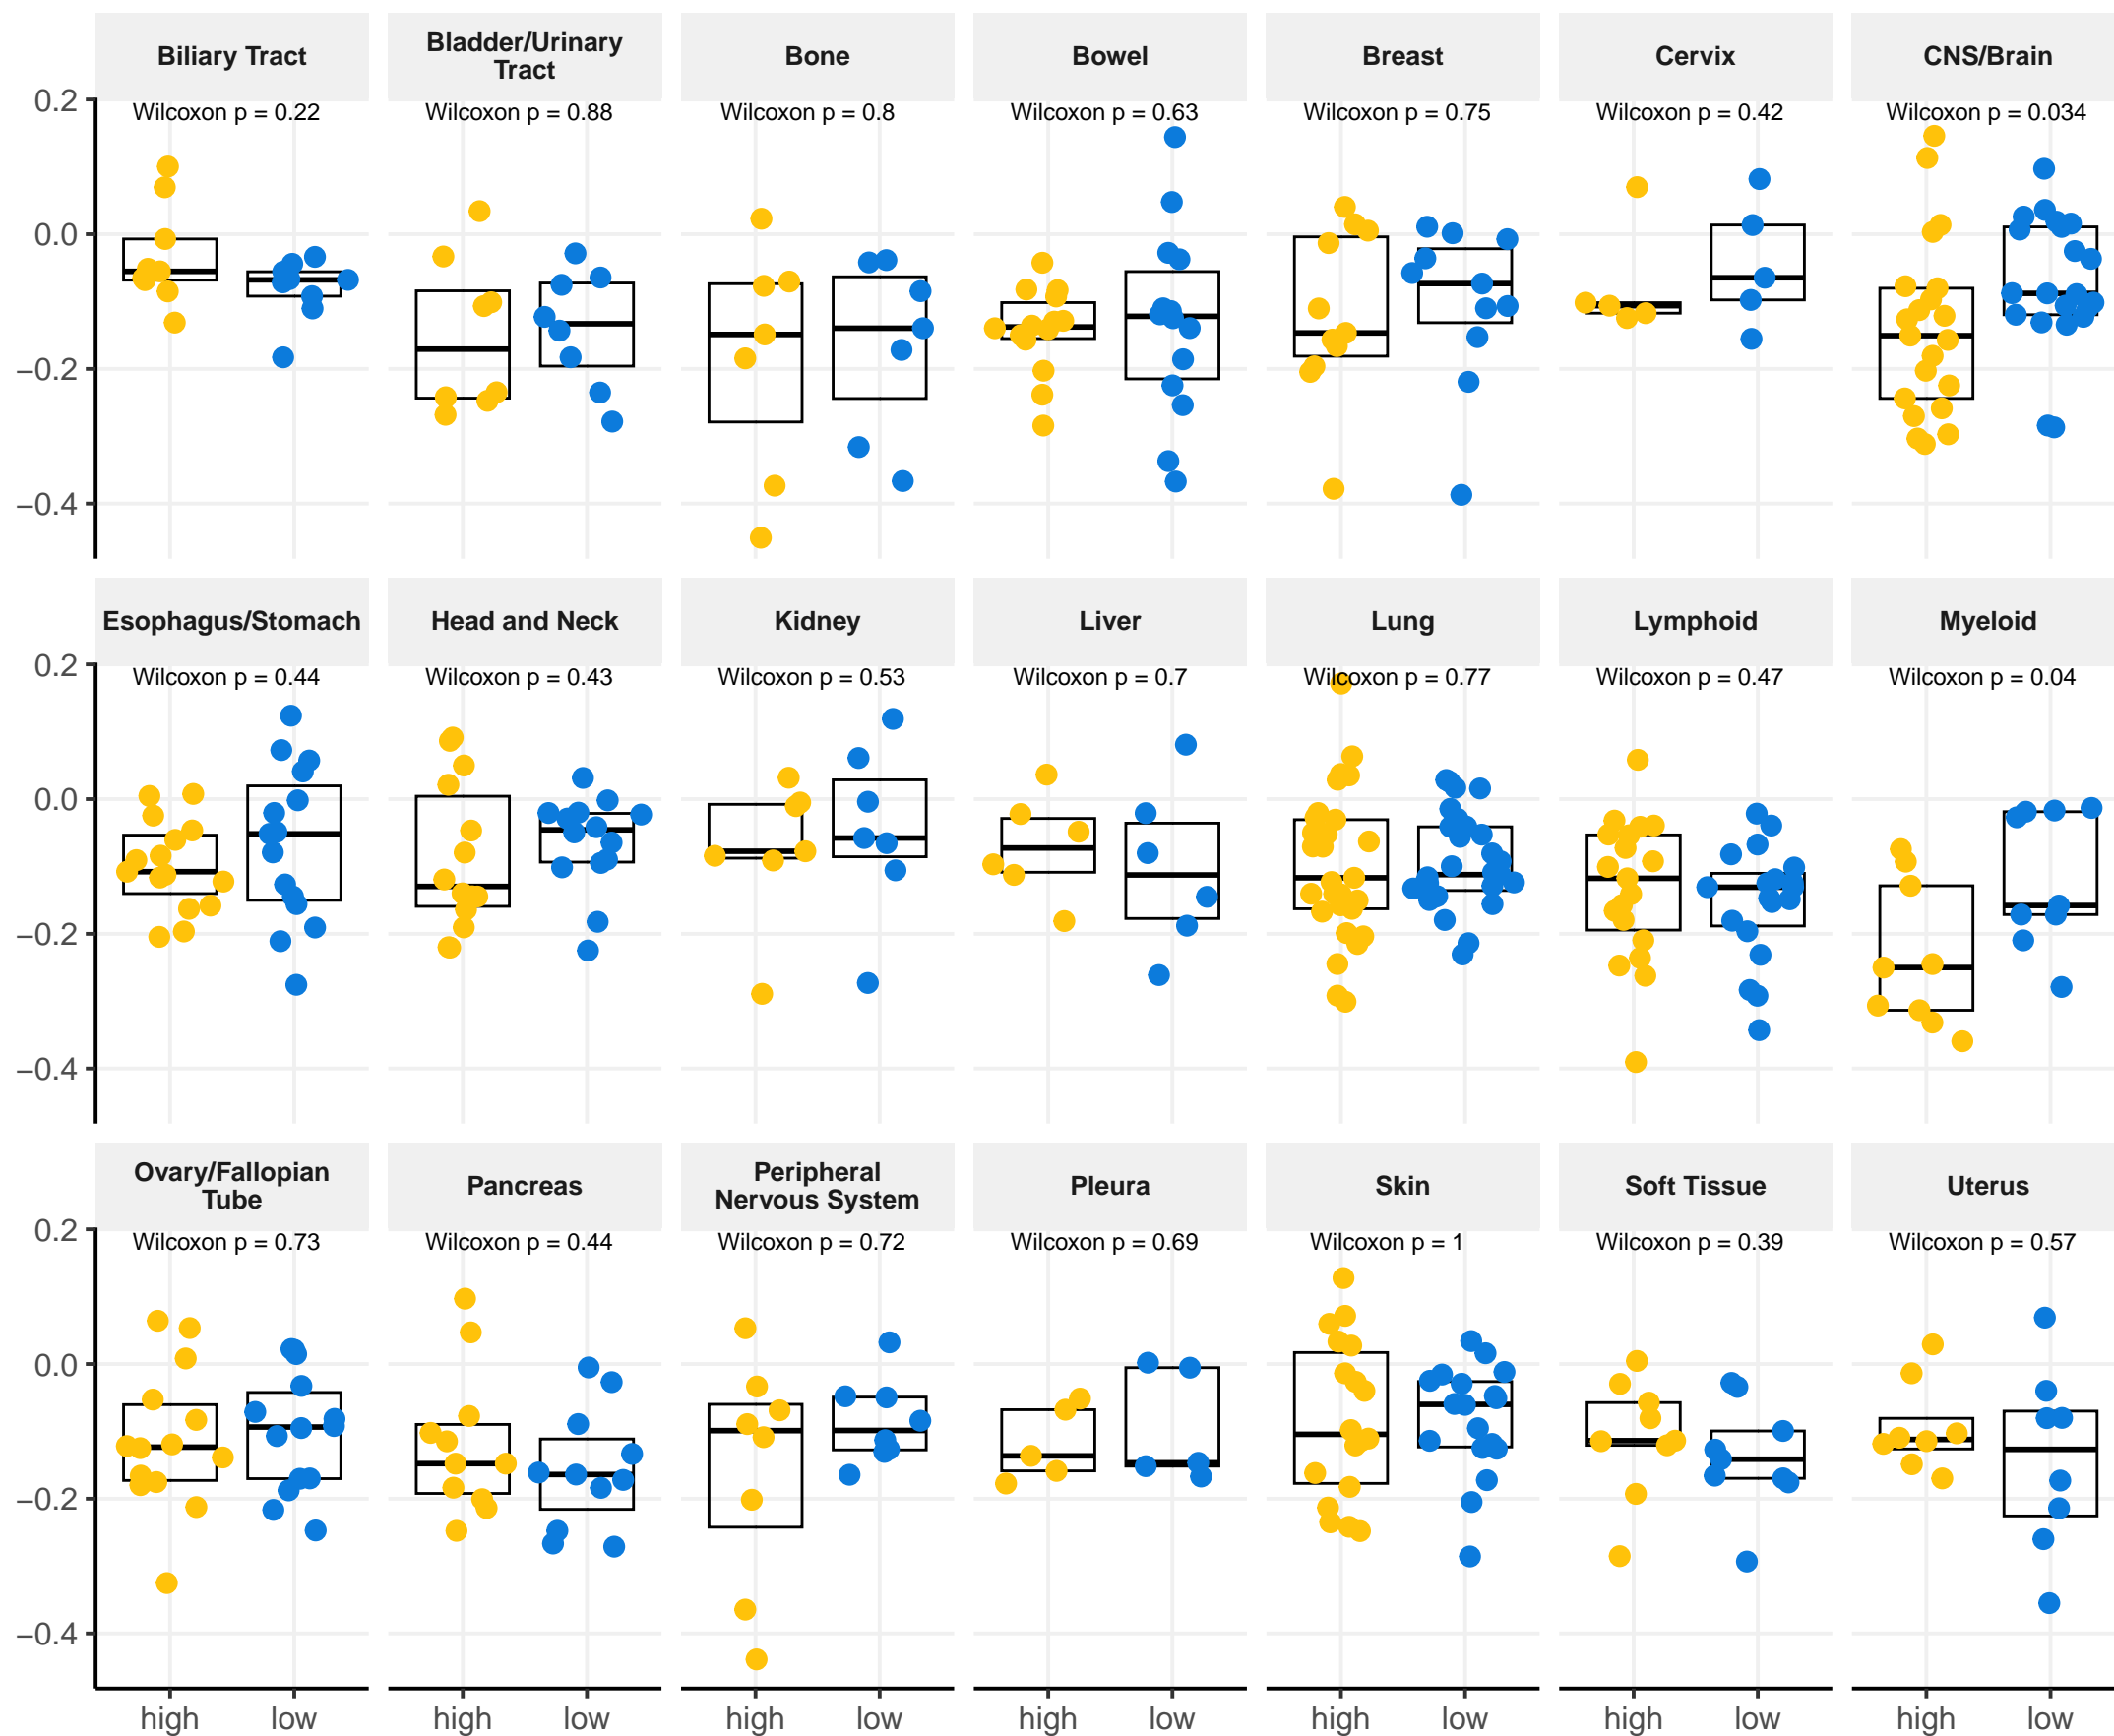 Biliary Tract
Bladder/Urinary
Tract
Bone
Bowel
Breast
Cervix
CNS/Brain
Wilcoxon p = 0.22
Wilcoxon p = 0.88
Wilcoxon p = 0.8
Wilcoxon p = 0.63
Wilcoxon p = 0.75
Wilcoxon p = 0.42
Wilcoxon p = 0.034
0.2
0.0
−0.2
−0.4
Esophagus/Stomach
Head and Neck
Kidney
Liver
Lung
Lymphoid
Myeloid
Wilcoxon p = 0.44
Wilcoxon p = 0.43
Wilcoxon p = 0.53
Wilcoxon p = 0.7
Wilcoxon p = 0.77
Wilcoxon p = 0.47
Wilcoxon p = 0.04
0.2
0.0
−0.2
−0.4
Ovary/Fallopian
Tube
Pancreas
Peripheral
Nervous System
Pleura
Skin
Soft Tissue
Uterus
Wilcoxon p = 0.73
Wilcoxon p = 0.44
Wilcoxon p = 0.72
Wilcoxon p = 0.69
Wilcoxon p = 1
Wilcoxon p = 0.39
Wilcoxon p = 0.57
0.2
0.0
−0.2
−0.4
high low
high low
high low
high low
high low
high low
high low